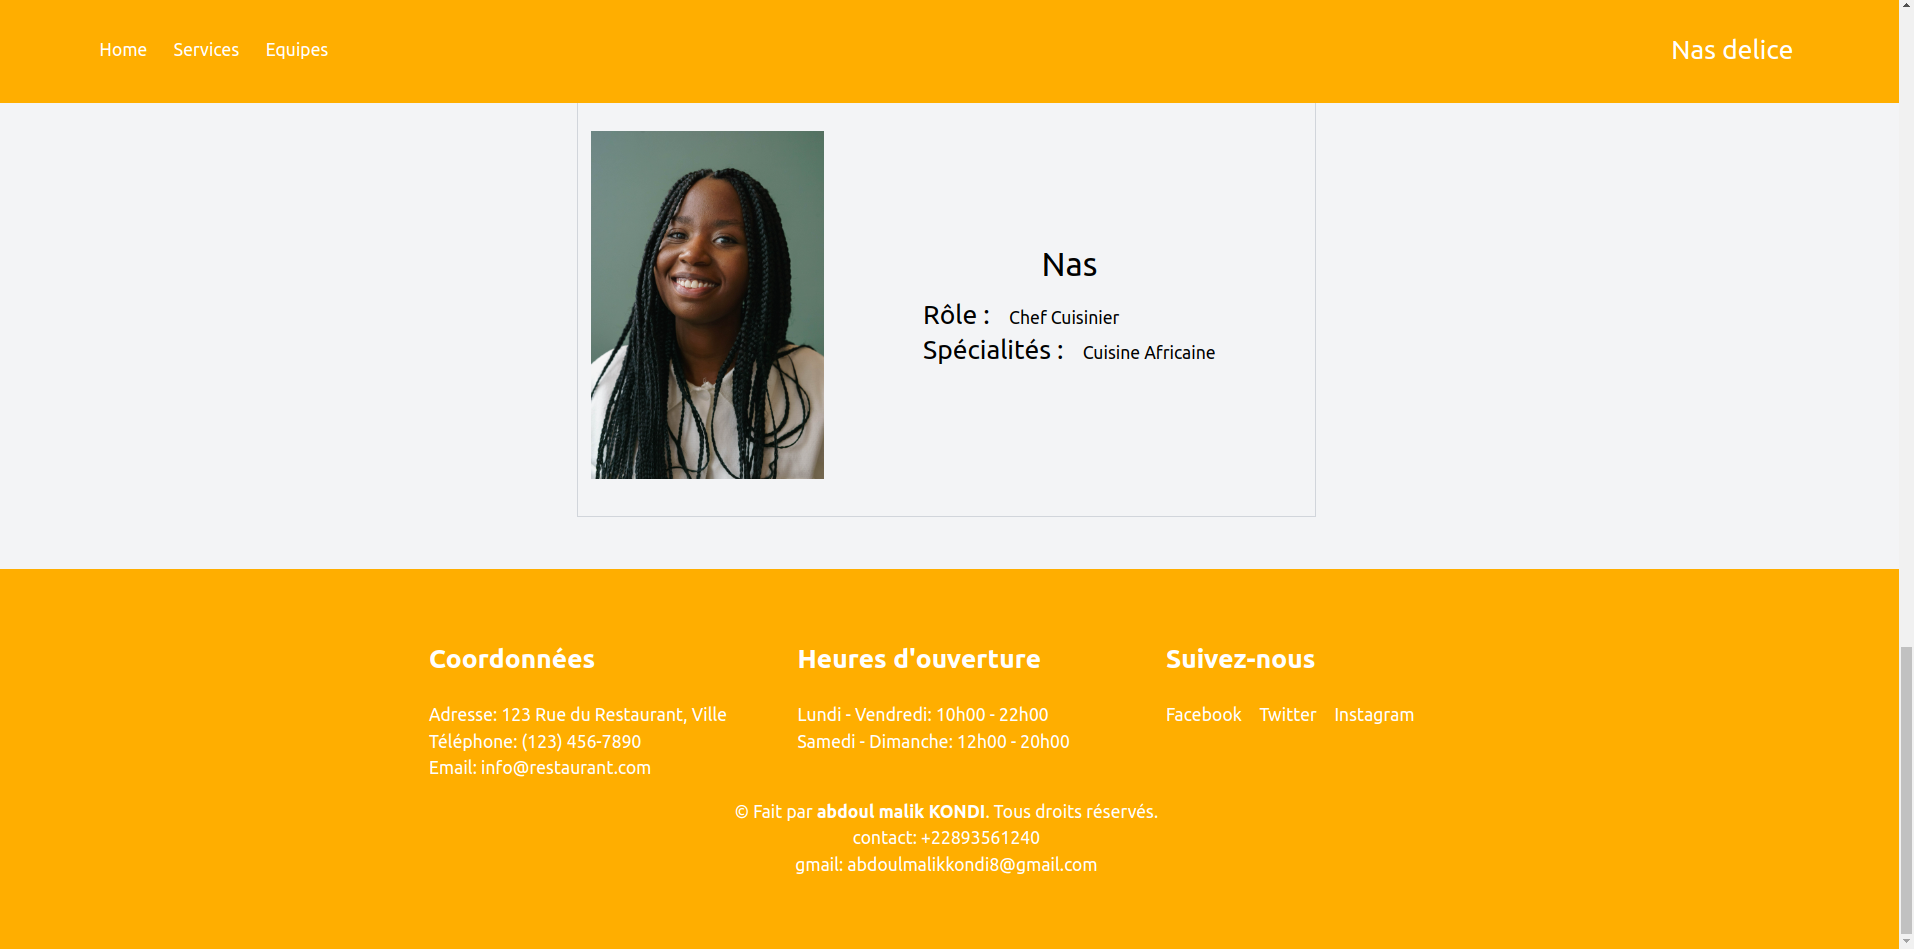 Home Services Equipes Nas delice
Nas
Rôle : Chef Cuisinier
Spécialités : Cuisine Africaine
Coordonnées
Adresse: 123 Rue du Restaurant, Ville
Téléphone: (123) 456-7890
Email: info@restaurant.com
Heures d'ouverture
Lundi - Vendredi: 10h00 - 22h00
Samedi - Dimanche: 12h00 - 20h00
Suivez-nous
Facebook Twitter Instagram
© Fait par abdoul malik KONDI. Tous droits réservés.
contact: +22893561240
gmail: abdoulmalikkondi8@gmail.com